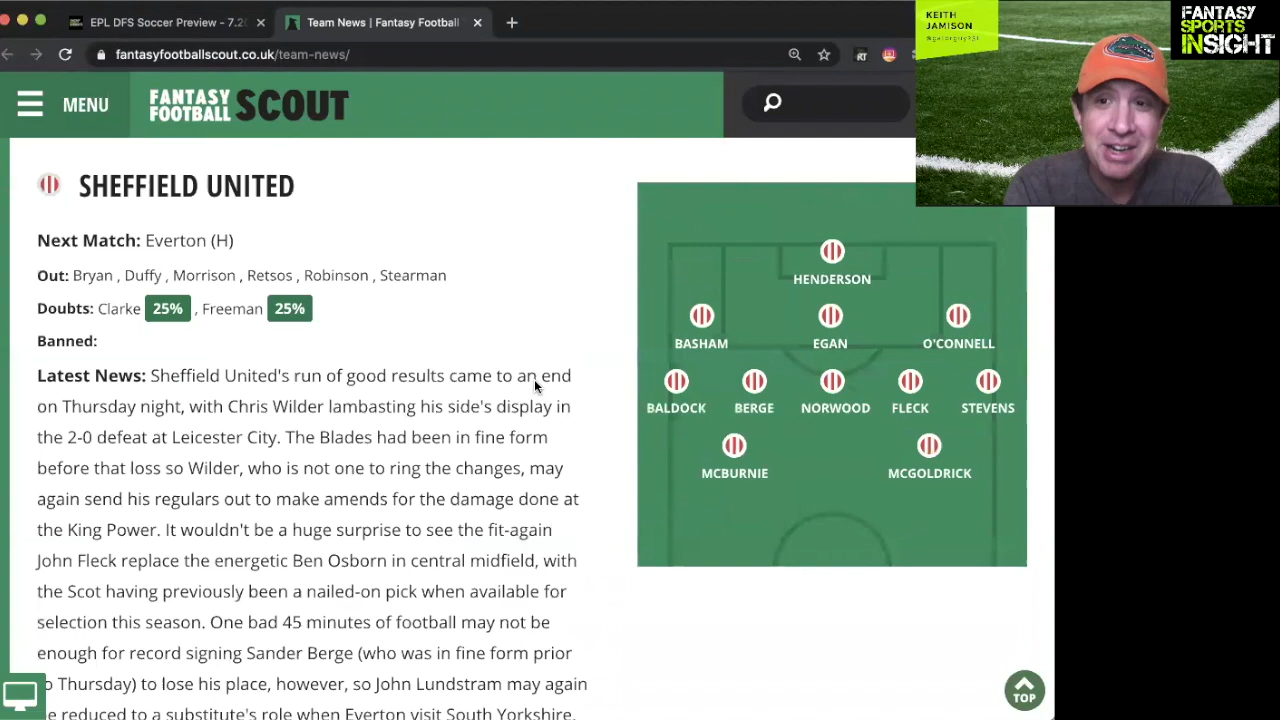 EPL DFS Soccer Preview - 7.20
Team News | Fantasy Football
fantasyfootballscout.co.uk/team-news/
KEITH
JAMISON
FANTASY
SPORTS
INSIGHT
MENU
FANTASY
FOOTBALL SCOUT
SHEFFIELD UNITED
Next Match: Everton (H)
Out: Bryan , Duffy , Morrison , Retsos , Robinson , Stearman
Doubts: Clarke 25% , Freeman 25%
Banned:
Latest News: Sheffield United's run of good results came to an end
on Thursday night, with Chris Wilder lambasting his side's display in
the 2-0 defeat at Leicester City. The Blades had been in fine form
before that loss so Wilder, who is not one to ring the changes, may
again send his regulars out to make amends for the damage done at
the King Power. It wouldn't be a huge surprise to see the fit-again
John Fleck replace the energetic Ben Osborn in central midfield, with
the Scot having previously been a nailed-on pick when available for
selection this season. One bad 45 minutes of football may not be
enough for record signing Sander Berge (who was in fine form prior
o Thursday) to lose his place, however, so John Lundstram may again
e reduced to a substitute's role when Everton visit South Yorkshire.
HENDERSON
BASHAM EGAN O'CONNELL
BALDOCK BERGE NORWOOD FLECK STEVENS
MCBURNIE MCGOLDRICK
TOP